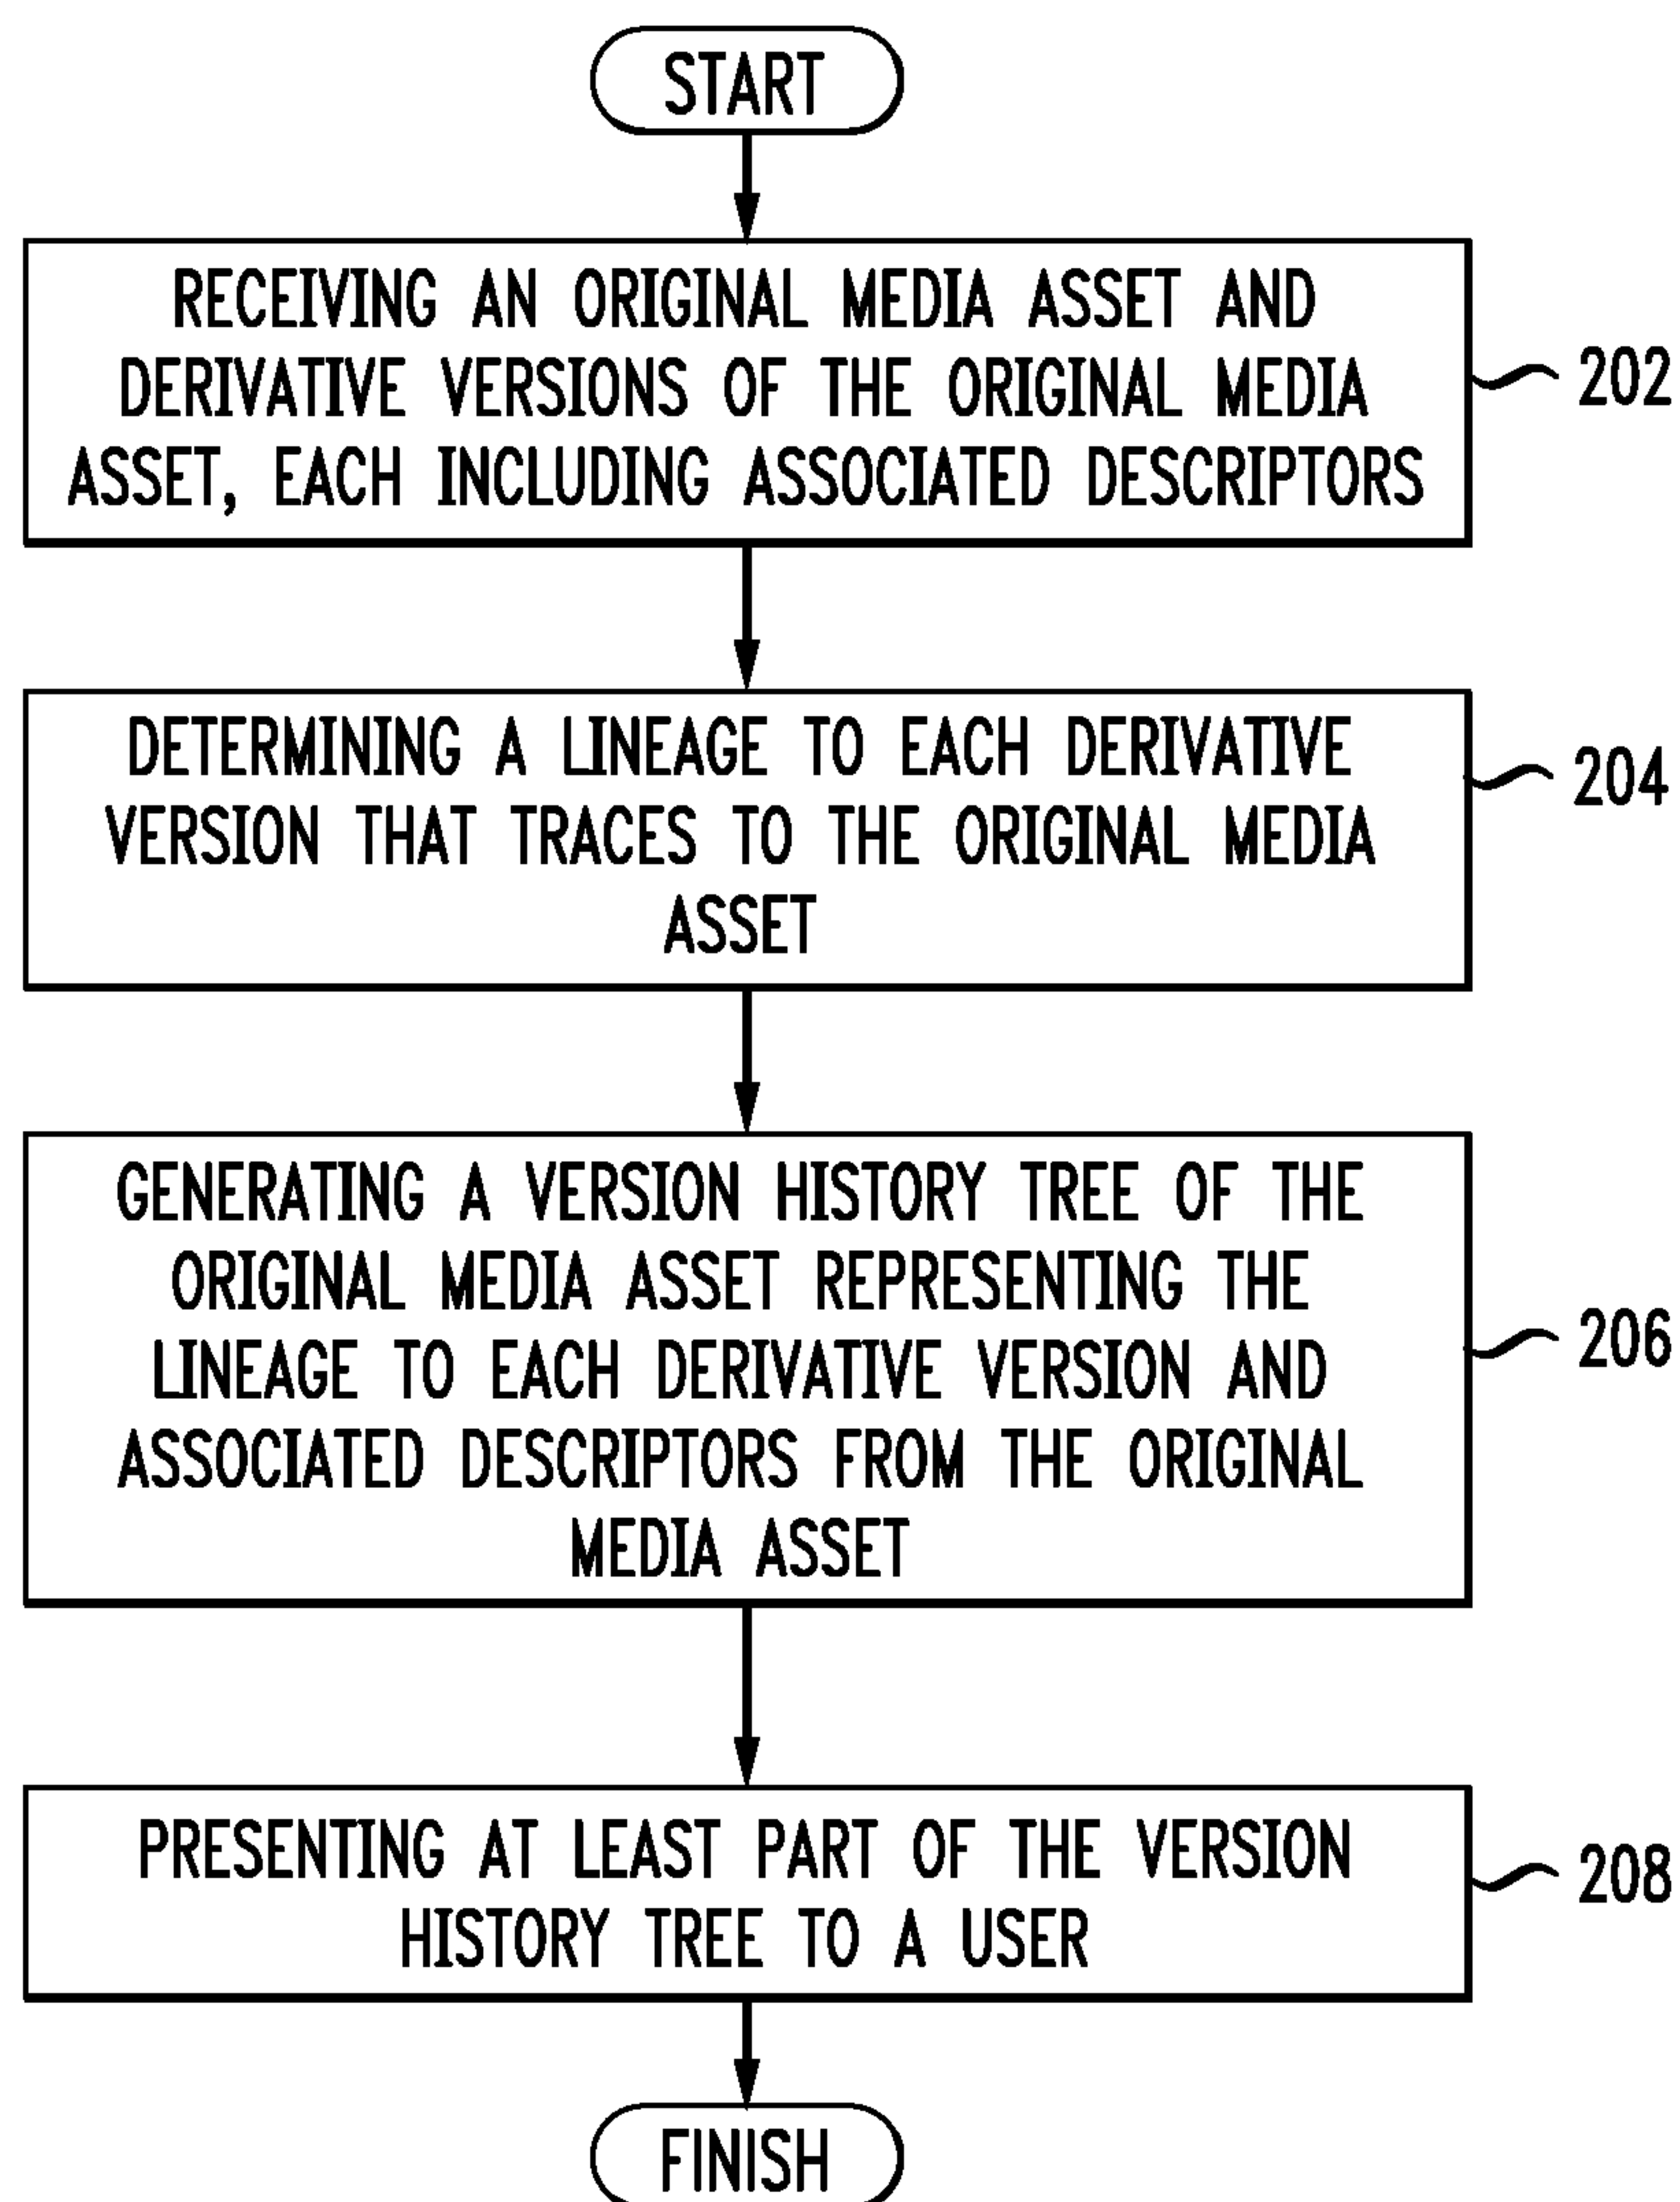 START
RECEIVING AN ORIGINAL MEDIA ASSET AND
DERIVATIVE VERSIONS OF THE ORIGINAL MEDIA
ASSET, EACH INCLUDING ASSOCIATED DESCRIPTORS
202
DETERMINING A LINEAGE TO EACH DERIVATIVE
VERSION THAT TRACES TO THE ORIGINAL MEDIA
ASSET
204
GENERATING A VERSION HISTORY TREE OF THE
ORIGINAL MEDIA ASSET REPRESENTING THE
LINEAGE TO EACH DERIVATIVE VERSION AND
ASSOCIATED DESCRIPTORS FROM THE ORIGINAL
MEDIA ASSET
206
PRESENTING AT LEAST PART OF THE VERSION
HISTORY TREE TO A USER
208
FINISH